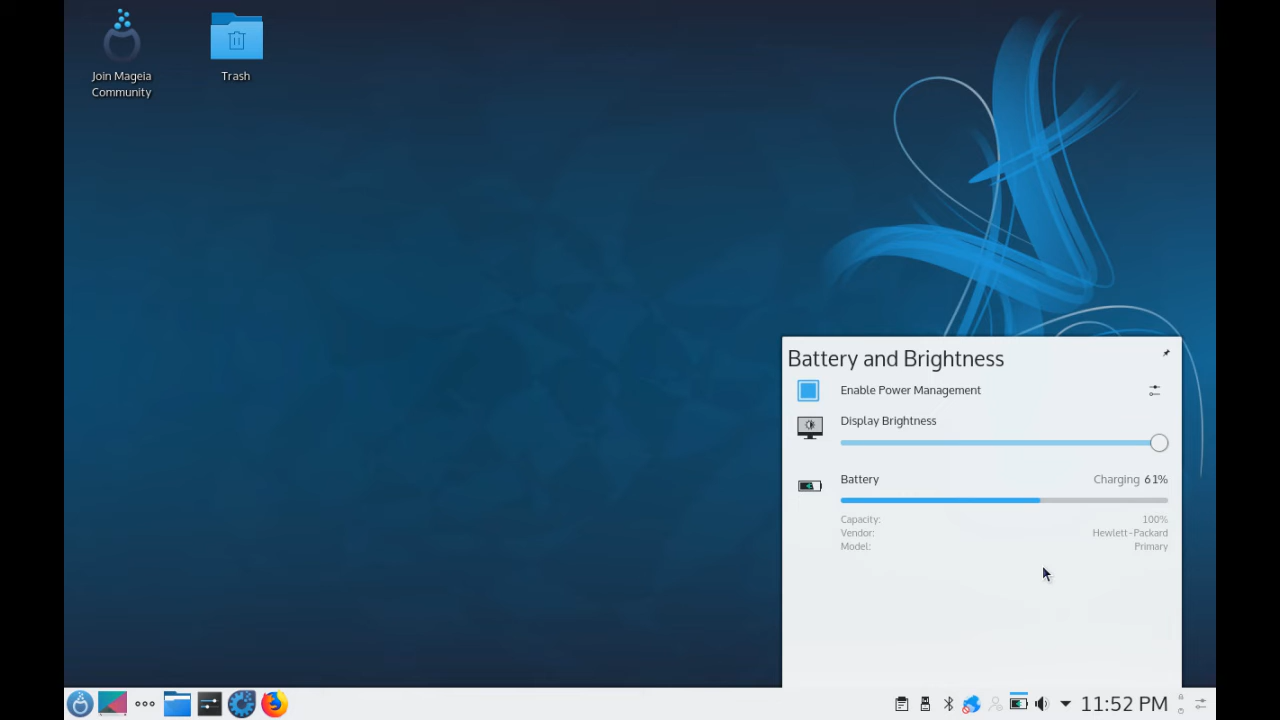 Join Mageia
Community
Trash
Battery and Brightness
Enable Power Management
Display Brightness
Battery Charging 61%
Capacity: 100%
Vendor: Hewlett-Packard
Model: Primary
11:52 PM